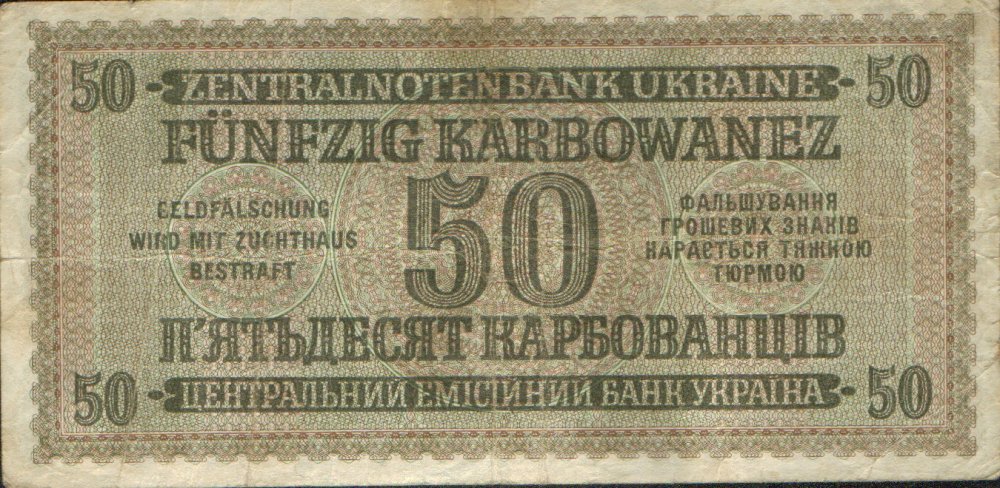 50 ZENTRALNOTENBANK UKRAINE 50
FÜNFZIG KARBOWANEZ
50
GELDFÄLSCHUNG
WIRD MIT ZUCHTHAUS
BESTRAFT
ФАЛЬШУВАННЯ
ГРОШЕВИХ ЗНАКІВ
КАРАЄТЬСЯ ТЯЖНОЮ
ТЮРМОЮ
П'ЯТЬДЕСЯТ КАРБОВАНЦІВ
50 ЦЕНТРАЛЬНИЙ ЕМІСІЙНИЙ БАНК УКРАЇНА 50